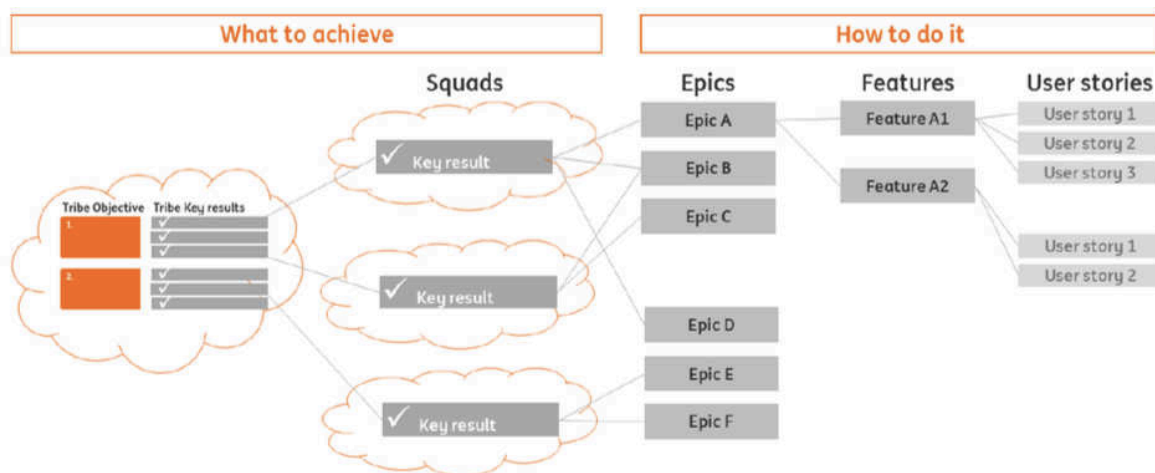 What to achieve
How to do it
Squads
Epics
Features
User stories
Tribe Objective
Tribe Key results
1.
2.
Key result
Key result
Key result
Epic A
Epic B
Epic C
Epic D
Epic E
Epic F
Feature A1
Feature A2
User story 1
User story 2
User story 3
User story 1
User story 2